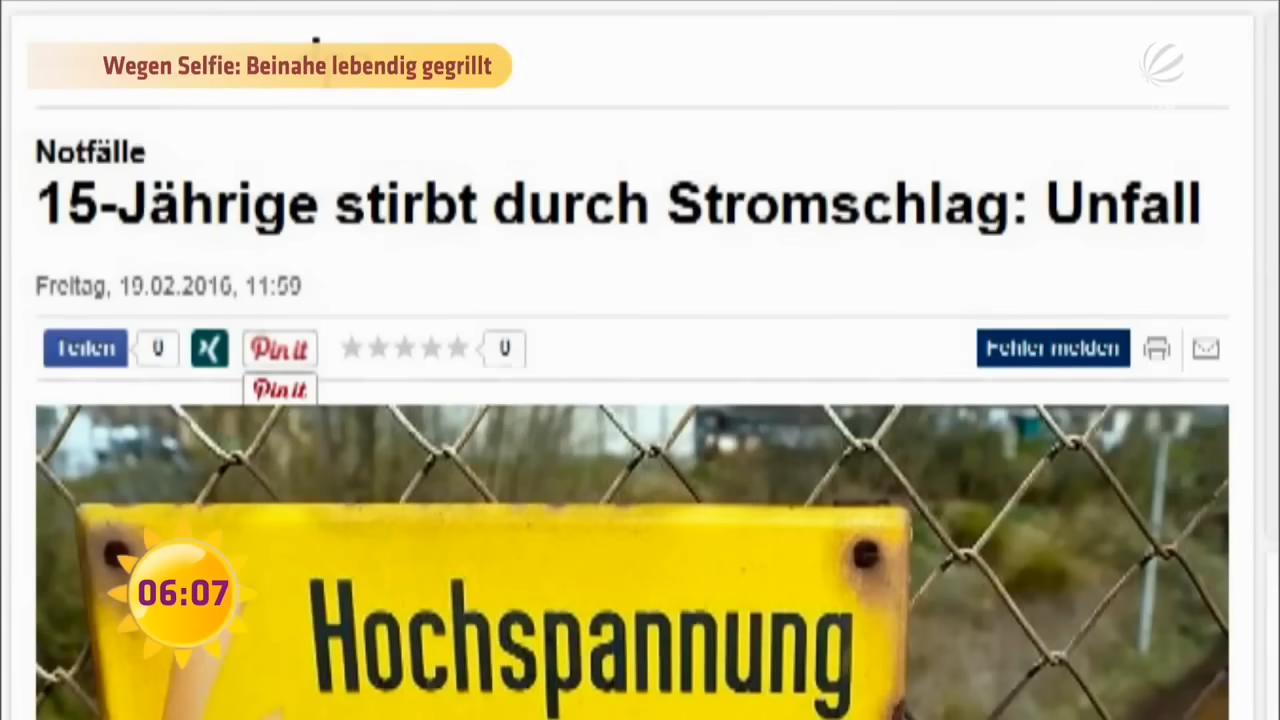 Wegen Selfie: Beinahe lebendig gegrillt
Notfälle
15-Jährige stirbt durch Stromschlag: Unfall
Freitag, 19.02.2016, 11:59
Teilen 0 Pin it 0 Fehler melden
Pin it
06:07
Hochspannung